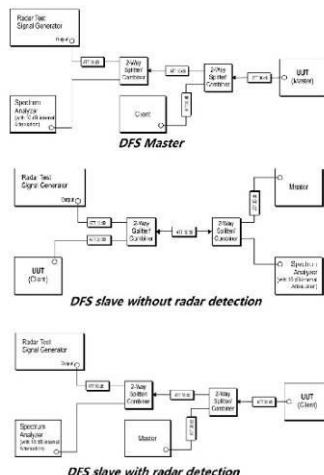 Radar Test
Signal Generator
Output
2-Way
Splitter/
Combiner
2-Way
Splitter/
Combiner
UUT
(Master)
Spectrum
Analyzer
Client
DFS Master
Radar Test
Signal Generator
Output
2-Way
Splitter/
Combiner
2-Way
Splitter/
Combiner
Master
UUT
(Client)
Spectrum
Analyzer
DFS slave without radar detection
Radar Test
Signal Generator
Output
2-Way
Splitter/
Combiner
2-Way
Splitter/
Combiner
UUT
(Client)
Spectrum
Analyzer
Master
DFS slave with radar detection